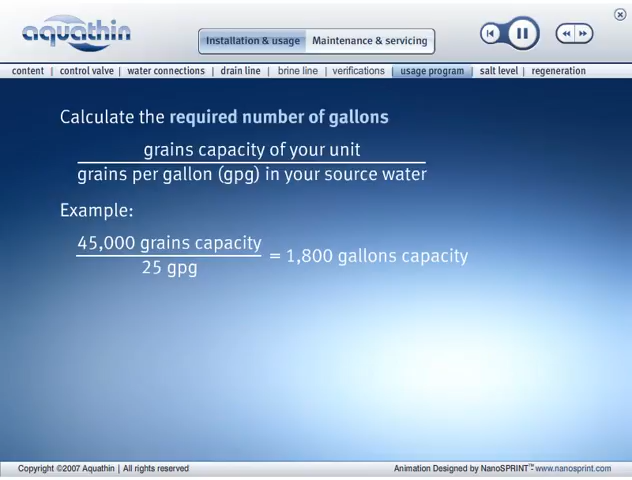 aquathin
Installation & usage Maintenance & servicing
content | control valve | water connections | drain line | brine line | verifications | usage program | salt level | regeneration
Calculate the required number of gallons
grains capacity of your unit
grains per gallon (gpg) in your source water
Example:
45,000 grains capacity
25 gpg
= 1,800 gallons capacity
Copyright ©2007 Aquathin | All rights reserved
Animation Designed by NanoSPRINT™- www.nanosprint.com